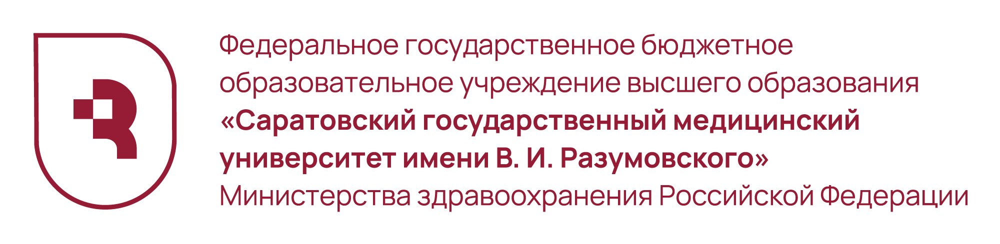 Федеральное государственное бюджетное
образовательное учреждение высшего образования
«Саратовский государственный медицинский
университет имени В. И. Разумовского»
Министерства здравоохранения Российской Федерации